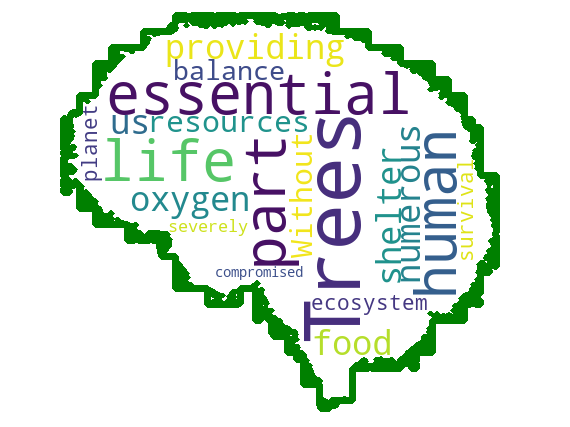 providing
balance
essential
us
resources
planet
life
oxygen
severely
part
Without
Trees
shelter
numerous
human
survival
compromised
ecosystem
food